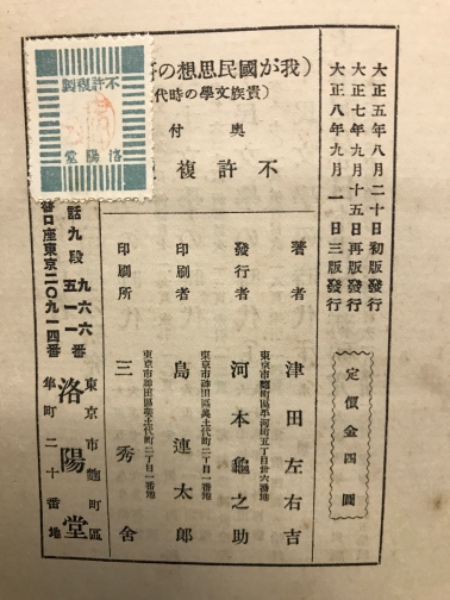 大正五年八月二十日初版發行
大正七年九月十五日再版發行
大正八年九月一日三版發行
定價金四圓
著者 津田左右吉
東京市麴町區平河町五丁目卅六番地
發行者 河本龜之助
東京市神田區美土代町二丁目一番地
印刷者 島連太郎
東京市神田區美土代町二丁目一番地
印刷所 三秀舍
(我が國民思想の
(貴族文學の時代
奧付
不許複
不許複製
洛陽堂
東京市麴町區
隼町二十番地
洛陽堂
話九段 九六六番
五一一
口座東京二〇九一四番